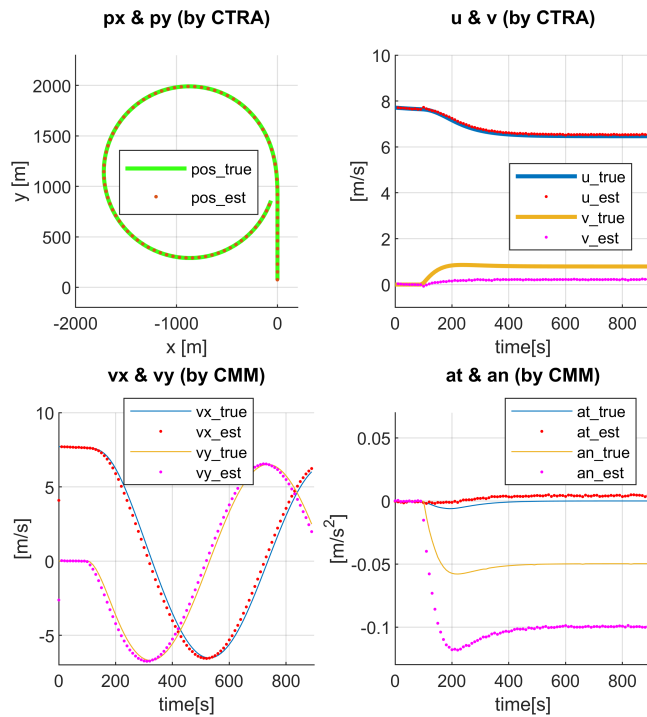 px & py (by CTRA)
2000
1500
1000
500
0
y [m]
pos_true
pos_est
-2000
-1000
0
x [m]
u & v (by CTRA)
10
8
6
4
2
0
[m/s]
u_true
u_est
v_true
v_est
0
200
400
600
800
time[s]
vx & vy (by CMM)
10
5
0
-5
[m/s]
vx_true
vx_est
vy_true
vy_est
0
200
400
600
800
time[s]
at & an (by CMM)
0.05
0
-0.05
-0.1
[m/s²]
at_true
at_est
an_true
an_est
0
200
400
600
800
time[s]